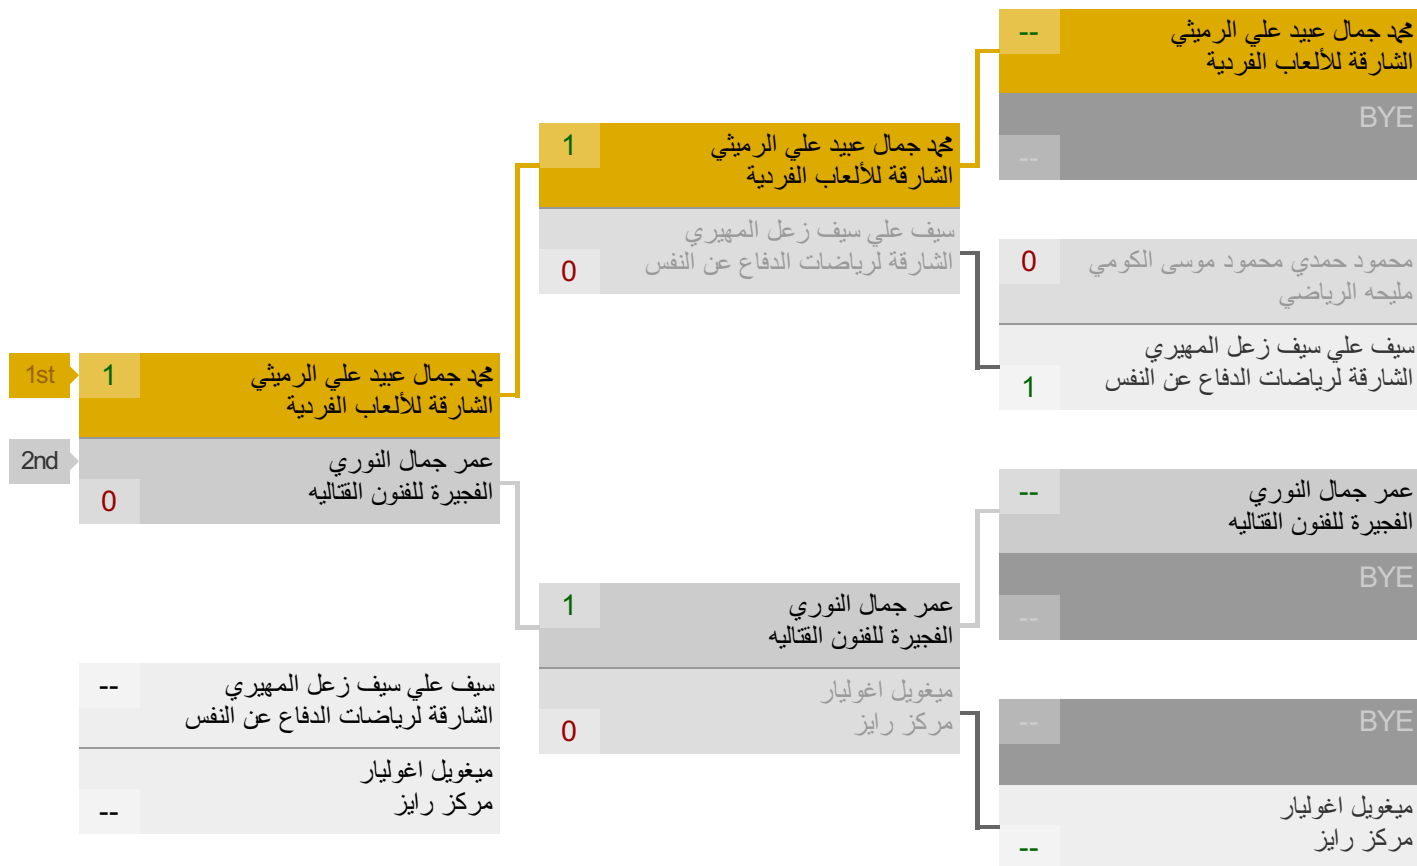 محمد جمال عبيد علي الرميثي
--
الشارقة للألعاب الفردية
BYE
--
محمد جمال عبيد علي الرميثي
1
الشارقة للألعاب الفردية
سيف علي سيف زعل المهيري
الشارقة لرياضات الدفاع عن النفس
0
محمود حمدي محمود موسى الكومي
0
مليحه الرياضي
سيف علي سيف زعل المهيري
الشارقة لرياضات الدفاع عن النفس
1
1st
محمد جمال عبيد علي الرميثي
1
الشارقة للألعاب الفردية
2nd
عمر جمال النوري
الفجيرة للفنون القتاليه
0
عمر جمال النوري
--
الفجيرة للفنون القتاليه
BYE
--
عمر جمال النوري
1
الفجيرة للفنون القتاليه
ميغويل اغوليار
مركز رايز
0
سيف علي سيف زعل المهيري
--
الشارقة لرياضات الدفاع عن النفس
ميغويل اغوليار
مركز رايز
--
BYE
--
ميغويل اغوليار
مركز رايز
--